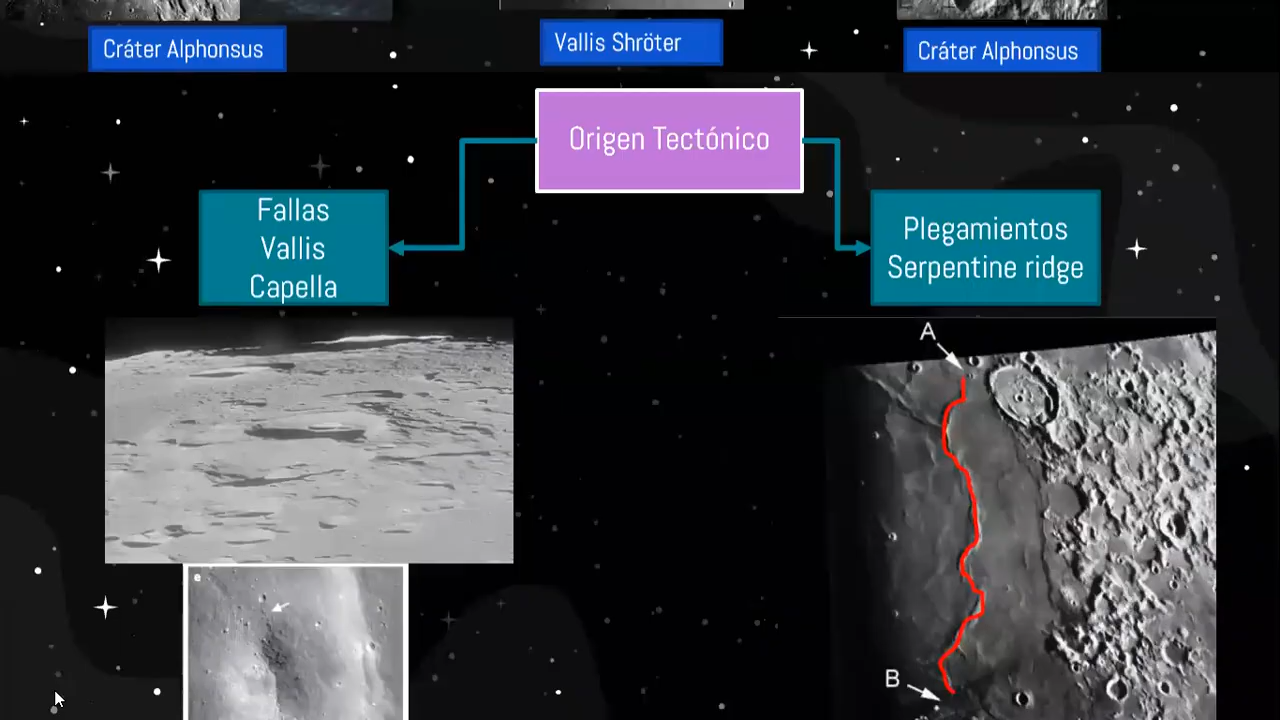 Cráter Alphonsus
Vallis Shröter
Cráter Alphonsus
Origen Tectónico
Fallas
Vallis
Capella
Plegamientos
Serpentine ridge
A
B
e